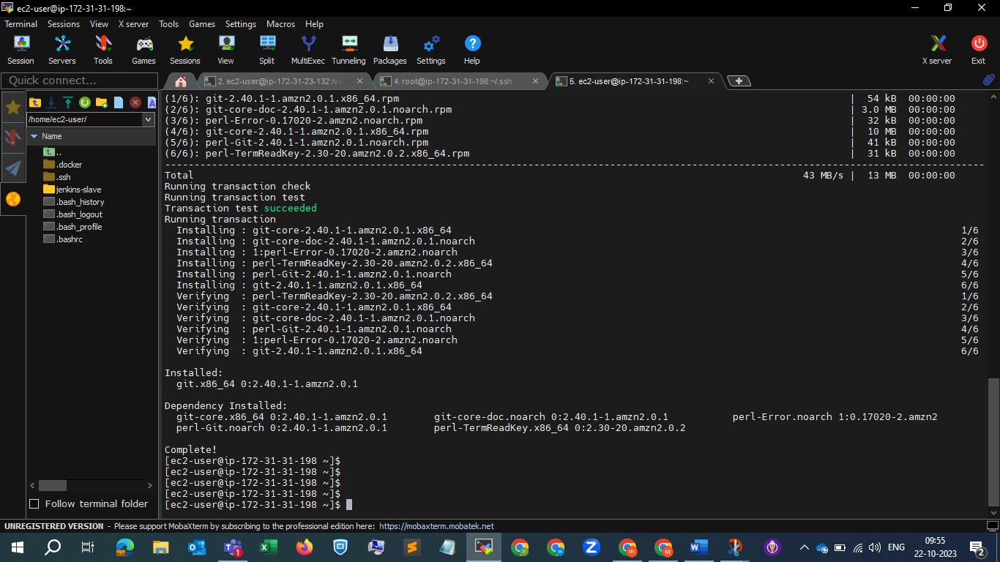 ec2-user@ip-172-31-31-198:~
Terminal Sessions View X server Tools Games Settings Macros Help
Session Servers Tools Games Sessions View Split MultiExec Tunneling Packages Settings Help X server Exit
Quick connect...
2. ec2-user@ip-172-31-23-132:/va
4. root@ip-172-31-31-198:~/.ssh
5. ec2-user@ip-172-31-31-198:~
/home/ec2-user/
Name
..
.docker
.ssh
jenkins-slave
.bash_history
.bash_logout
.bash_profile
.bashrc
Follow terminal folder
(1/6): git-2.40.1-1.amzn2.0.1.x86_64.rpm | 54 kB 00:00:00
(2/6): git-core-doc-2.40.1-1.amzn2.0.1.noarch.rpm | 3.0 MB 00:00:00
(3/6): perl-Error-0.17020-2.amzn2.noarch.rpm | 32 kB 00:00:00
(4/6): git-core-2.40.1-1.amzn2.0.1.x86_64.rpm | 10 MB 00:00:00
(5/6): perl-Git-2.40.1-1.amzn2.0.1.noarch.rpm | 41 kB 00:00:00
(6/6): perl-TermReadKey-2.30-20.amzn2.0.2.x86_64.rpm | 31 kB 00:00:00
--------------------------------------------------------------------------------
Total 43 MB/s | 13 MB 00:00:00
Running transaction check
Running transaction test
Transaction test succeeded
Running transaction
Installing : git-core-2.40.1-1.amzn2.0.1.x86_64 1/6
Installing : git-core-doc-2.40.1-1.amzn2.0.1.noarch 2/6
Installing : 1:perl-Error-0.17020-2.amzn2.noarch 3/6
Installing : perl-TermReadKey-2.30-20.amzn2.0.2.x86_64 4/6
Installing : perl-Git-2.40.1-1.amzn2.0.1.noarch 5/6
Installing : git-2.40.1-1.amzn2.0.1.x86_64 6/6
Verifying : perl-TermReadKey-2.30-20.amzn2.0.2.x86_64 1/6
Verifying : git-core-2.40.1-1.amzn2.0.1.x86_64 2/6
Verifying : git-core-doc-2.40.1-1.amzn2.0.1.noarch 3/6
Verifying : perl-Git-2.40.1-1.amzn2.0.1.noarch 4/6
Verifying : 1:perl-Error-0.17020-2.amzn2.noarch 5/6
Verifying : git-2.40.1-1.amzn2.0.1.x86_64 6/6
Installed:
git.x86_64 0:2.40.1-1.amzn2.0.1
Dependency Installed:
git-core.x86_64 0:2.40.1-1.amzn2.0.1 git-core-doc.noarch 0:2.40.1-1.amzn2.0.1 perl-Error.noarch 1:0.17020-2.amzn2
perl-Git.noarch 0:2.40.1-1.amzn2.0.1 perl-TermReadKey.x86_64 0:2.30-20.amzn2.0.2
Complete!
[ec2-user@ip-172-31-31-198 ~]$
[ec2-user@ip-172-31-31-198 ~]$
[ec2-user@ip-172-31-31-198 ~]$
[ec2-user@ip-172-31-31-198 ~]$
[ec2-user@ip-172-31-31-198 ~]$
UNREGISTERED VERSION - Please support MobaXterm by subscribing to the professional edition here: https://mobaxterm.mobatek.net
ENG
09:55
22-10-2023
2